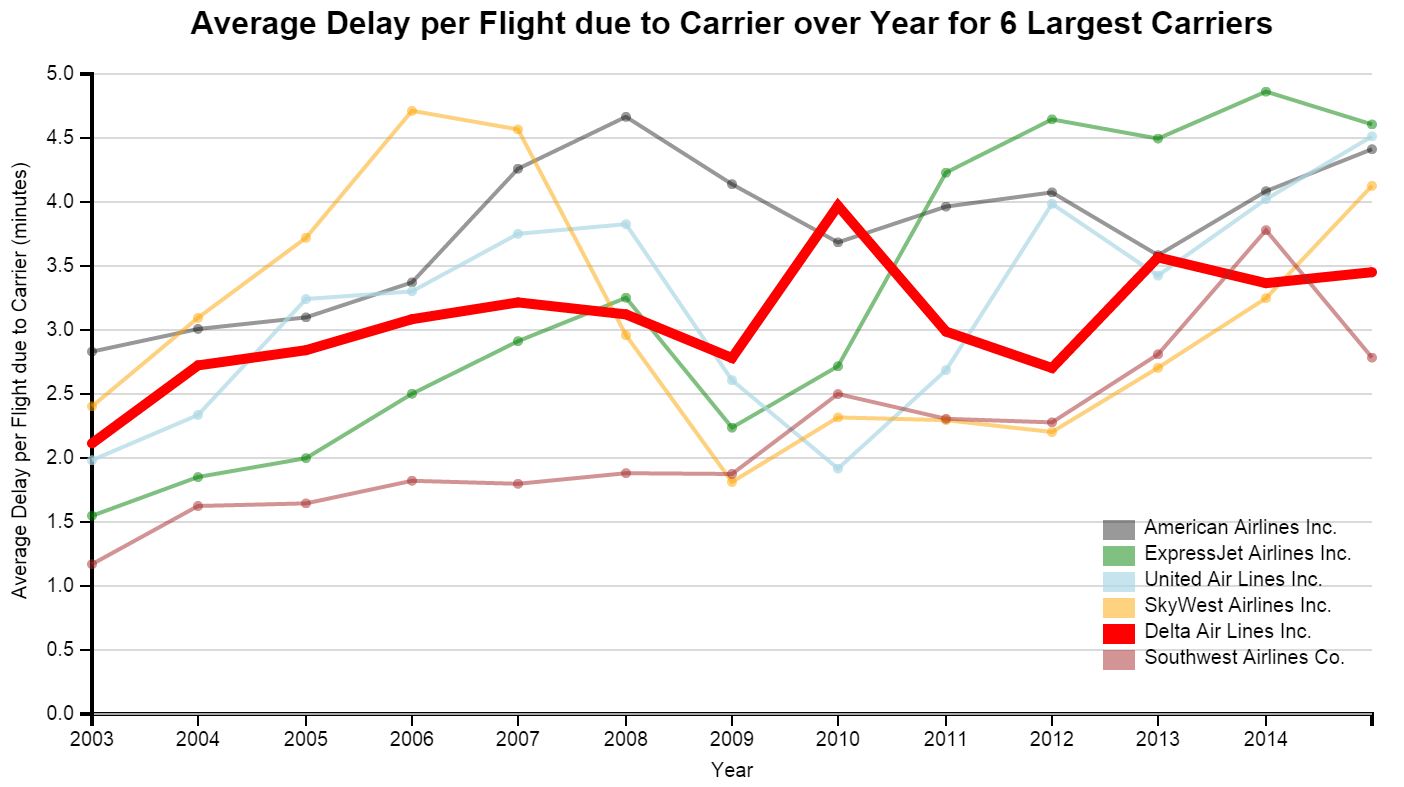 Average Delay per Flight due to Carrier over Year for 6 Largest Carriers
Average Delay per Flight due to Carrier (minutes)
5.0
4.5
4.0
3.5
3.0
2.5
2.0
1.5
1.0
0.5
0.0
American Airlines Inc.
ExpressJet Airlines Inc.
United Air Lines Inc.
SkyWest Airlines Inc.
Delta Air Lines Inc.
Southwest Airlines Co.
2003 2004 2005 2006 2007 2008 2009 2010 2011 2012 2013 2014
Year